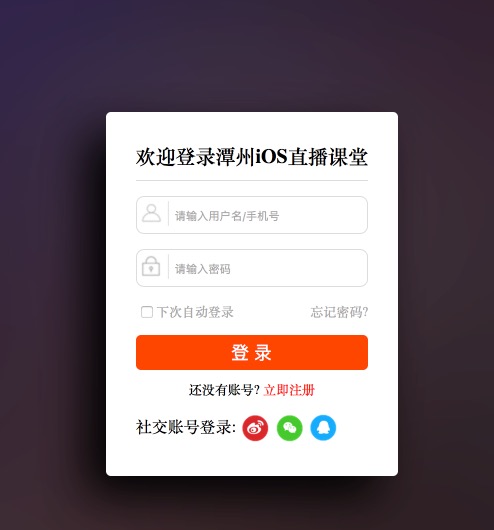 欢迎登录潭州iOS直播课堂
请输入用户名/手机号
请输入密码
下次自动登录 忘记密码?
登 录
还没有账号? 立即注册
社交账号登录: